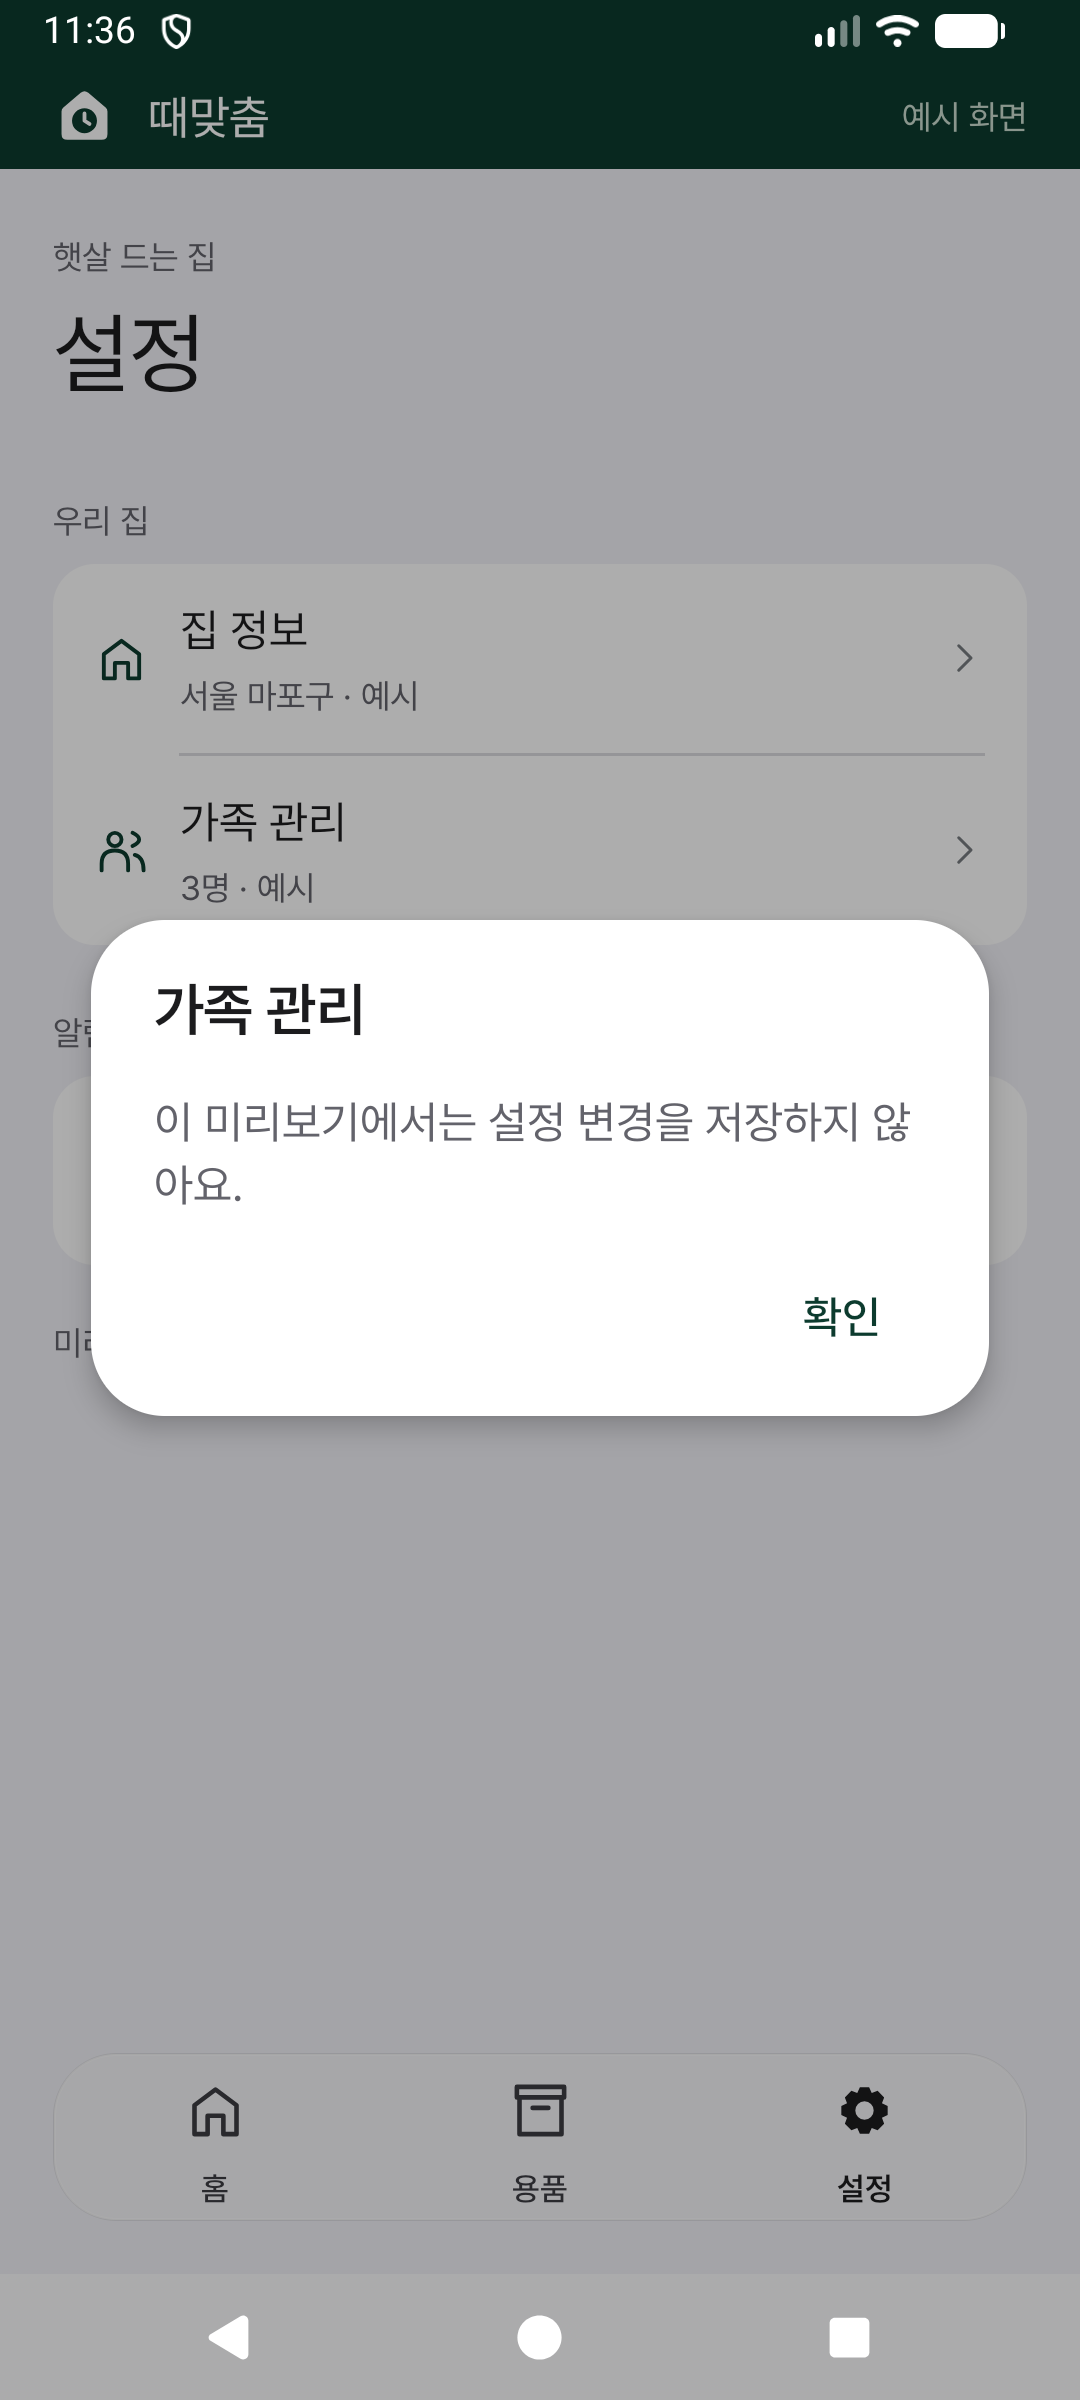 11:36
때맞춤
예시 화면
햇살 드는 집
설정
우리 집
집 정보
서울 마포구 · 예시
가족 관리
3명 · 예시
가족 관리
이 미리보기에서는 설정 변경을 저장하지 않
아요.
확인
홈
용품
설정